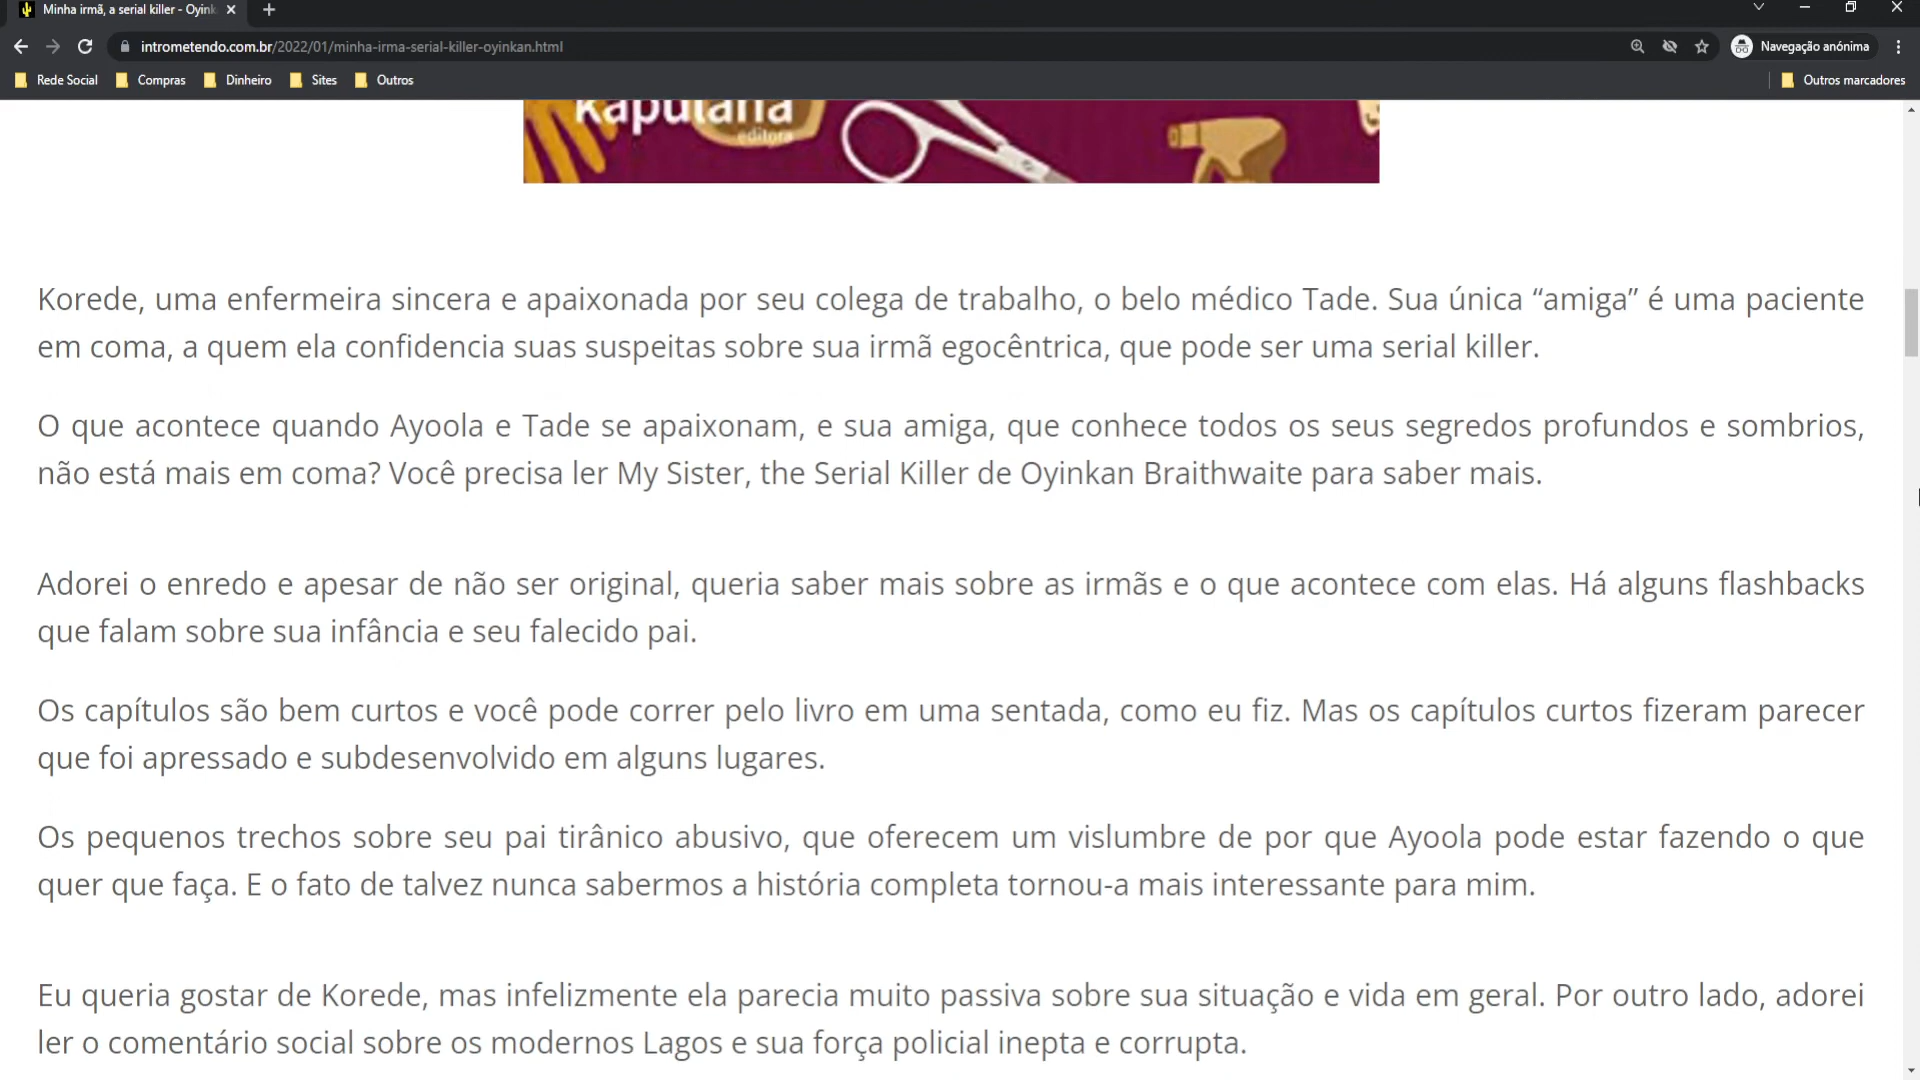 Minha irmã, a serial killer - Oyink
intrometendo.com.br/2022/01/minha-irma-serial-killer-oyinkan.html
Navegação anónima
Rede Social
Compras
Dinheiro
Sites
Outros
Outros marcadores
kapulana
editora
Korede, uma enfermeira sincera e apaixonada por seu colega de trabalho, o belo médico Tade. Sua única “amiga” é uma paciente
em coma, a quem ela confidencia suas suspeitas sobre sua irmã egocêntrica, que pode ser uma serial killer.
O que acontece quando Ayoola e Tade se apaixonam, e sua amiga, que conhece todos os seus segredos profundos e sombrios,
não está mais em coma? Você precisa ler My Sister, the Serial Killer de Oyinkan Braithwaite para saber mais.
Adorei o enredo e apesar de não ser original, queria saber mais sobre as irmãs e o que acontece com elas. Há alguns flashbacks
que falam sobre sua infância e seu falecido pai.
Os capítulos são bem curtos e você pode correr pelo livro em uma sentada, como eu fiz. Mas os capítulos curtos fizeram parecer
que foi apressado e subdesenvolvido em alguns lugares.
Os pequenos trechos sobre seu pai tirânico abusivo, que oferecem um vislumbre de por que Ayoola pode estar fazendo o que
quer que faça. E o fato de talvez nunca sabermos a história completa tornou-a mais interessante para mim.
Eu queria gostar de Korede, mas infelizmente ela parecia muito passiva sobre sua situação e vida em geral. Por outro lado, adorei
ler o comentário social sobre os modernos Lagos e sua força policial inepta e corrupta.